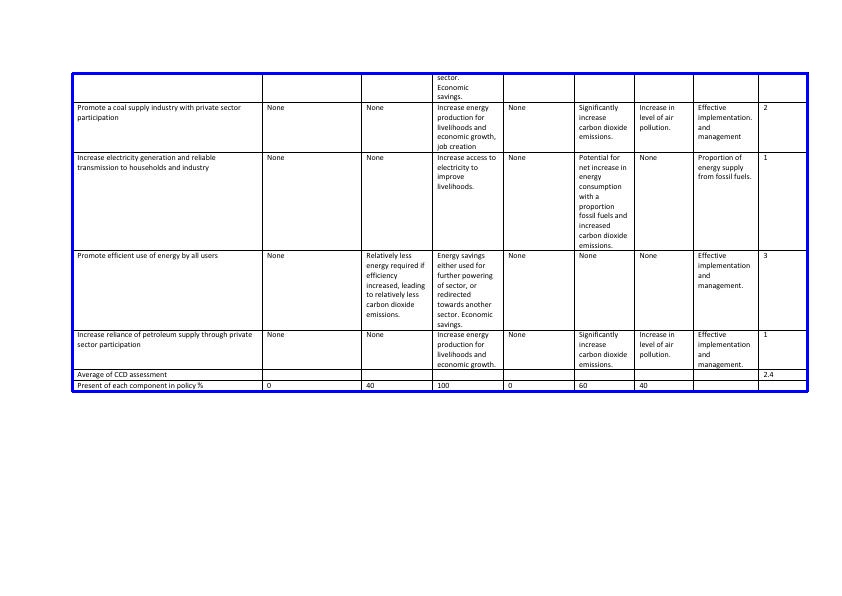 sector.
Economic
savings.
Promote a coal supply industry with private sector
participation
None
None
Increase energy
production for
livelihoods and
economic growth,
job creation
None
Significantly
increase
carbon dioxide
emissions.
Increase in
level of air
pollution.
Effective
implementation.
and
management
2
Increase electricity generation and reliable
transmission to households and industry
None
None
Increase access to
electricity to
improve
livelihoods.
None
Potential for
net increase in
energy
consumption
with a
proportion
fossil fuels and
increased
carbon dioxide
emissions.
None
Proportion of
energy supply
from fossil fuels.
1
Promote efficient use of energy by all users
None
Relatively less
energy required if
efficiency
increased, leading
to relatively less
carbon dioxide
emissions.
Energy savings
either used for
further powering
of sector, or
redirected
towards another
sector. Economic
savings.
None
None
None
Effective
implementation
and
management.
3
Increase reliance of petroleum supply through private
sector participation
None
None
Increase energy
production for
livelihoods and
economic growth.
None
Significantly
increase
carbon dioxide
emissions.
Increase in
level of air
pollution.
Effective
implementation
and
management.
1
Average of CCD assessment
2.4
Present of each component in policy %
0
40
100
0
60
40